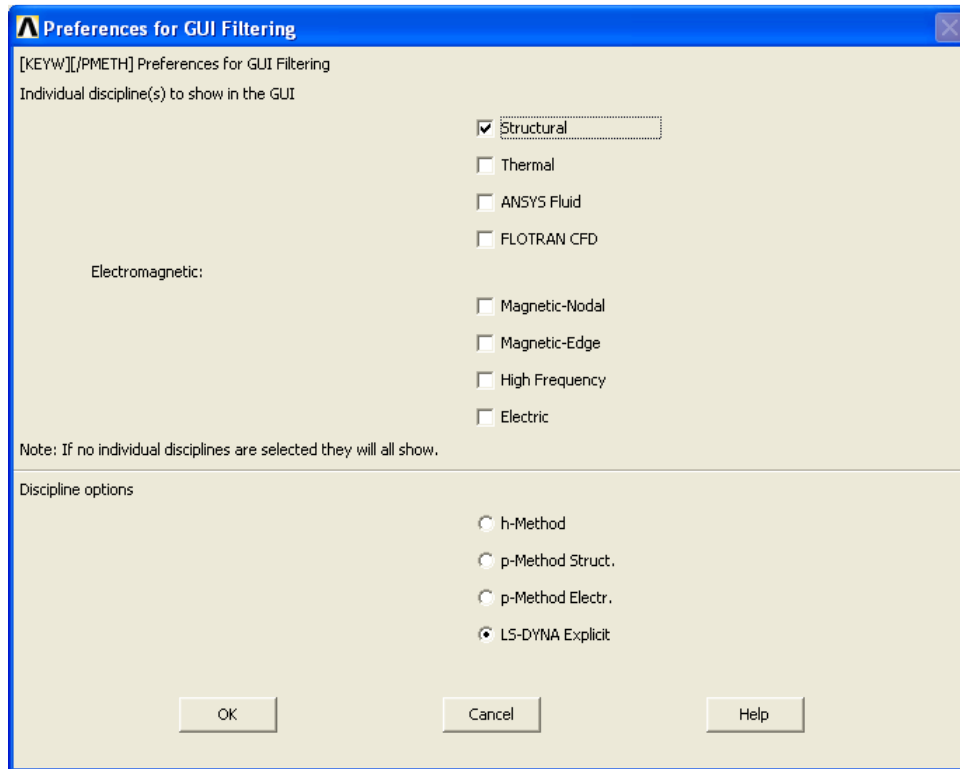 Preferences for GUI Filtering
[KEYW][/PMETH] Preferences for GUI Filtering
Individual discipline(s) to show in the GUI
Structural
Thermal
ANSYS Fluid
FLOTRAN CFD
Electromagnetic:
Magnetic-Nodal
Magnetic-Edge
High Frequency
Electric
Note: If no individual disciplines are selected they will all show.
Discipline options
h-Method
p-Method Struct.
p-Method Electr.
LS-DYNA Explicit
OK
Cancel
Help